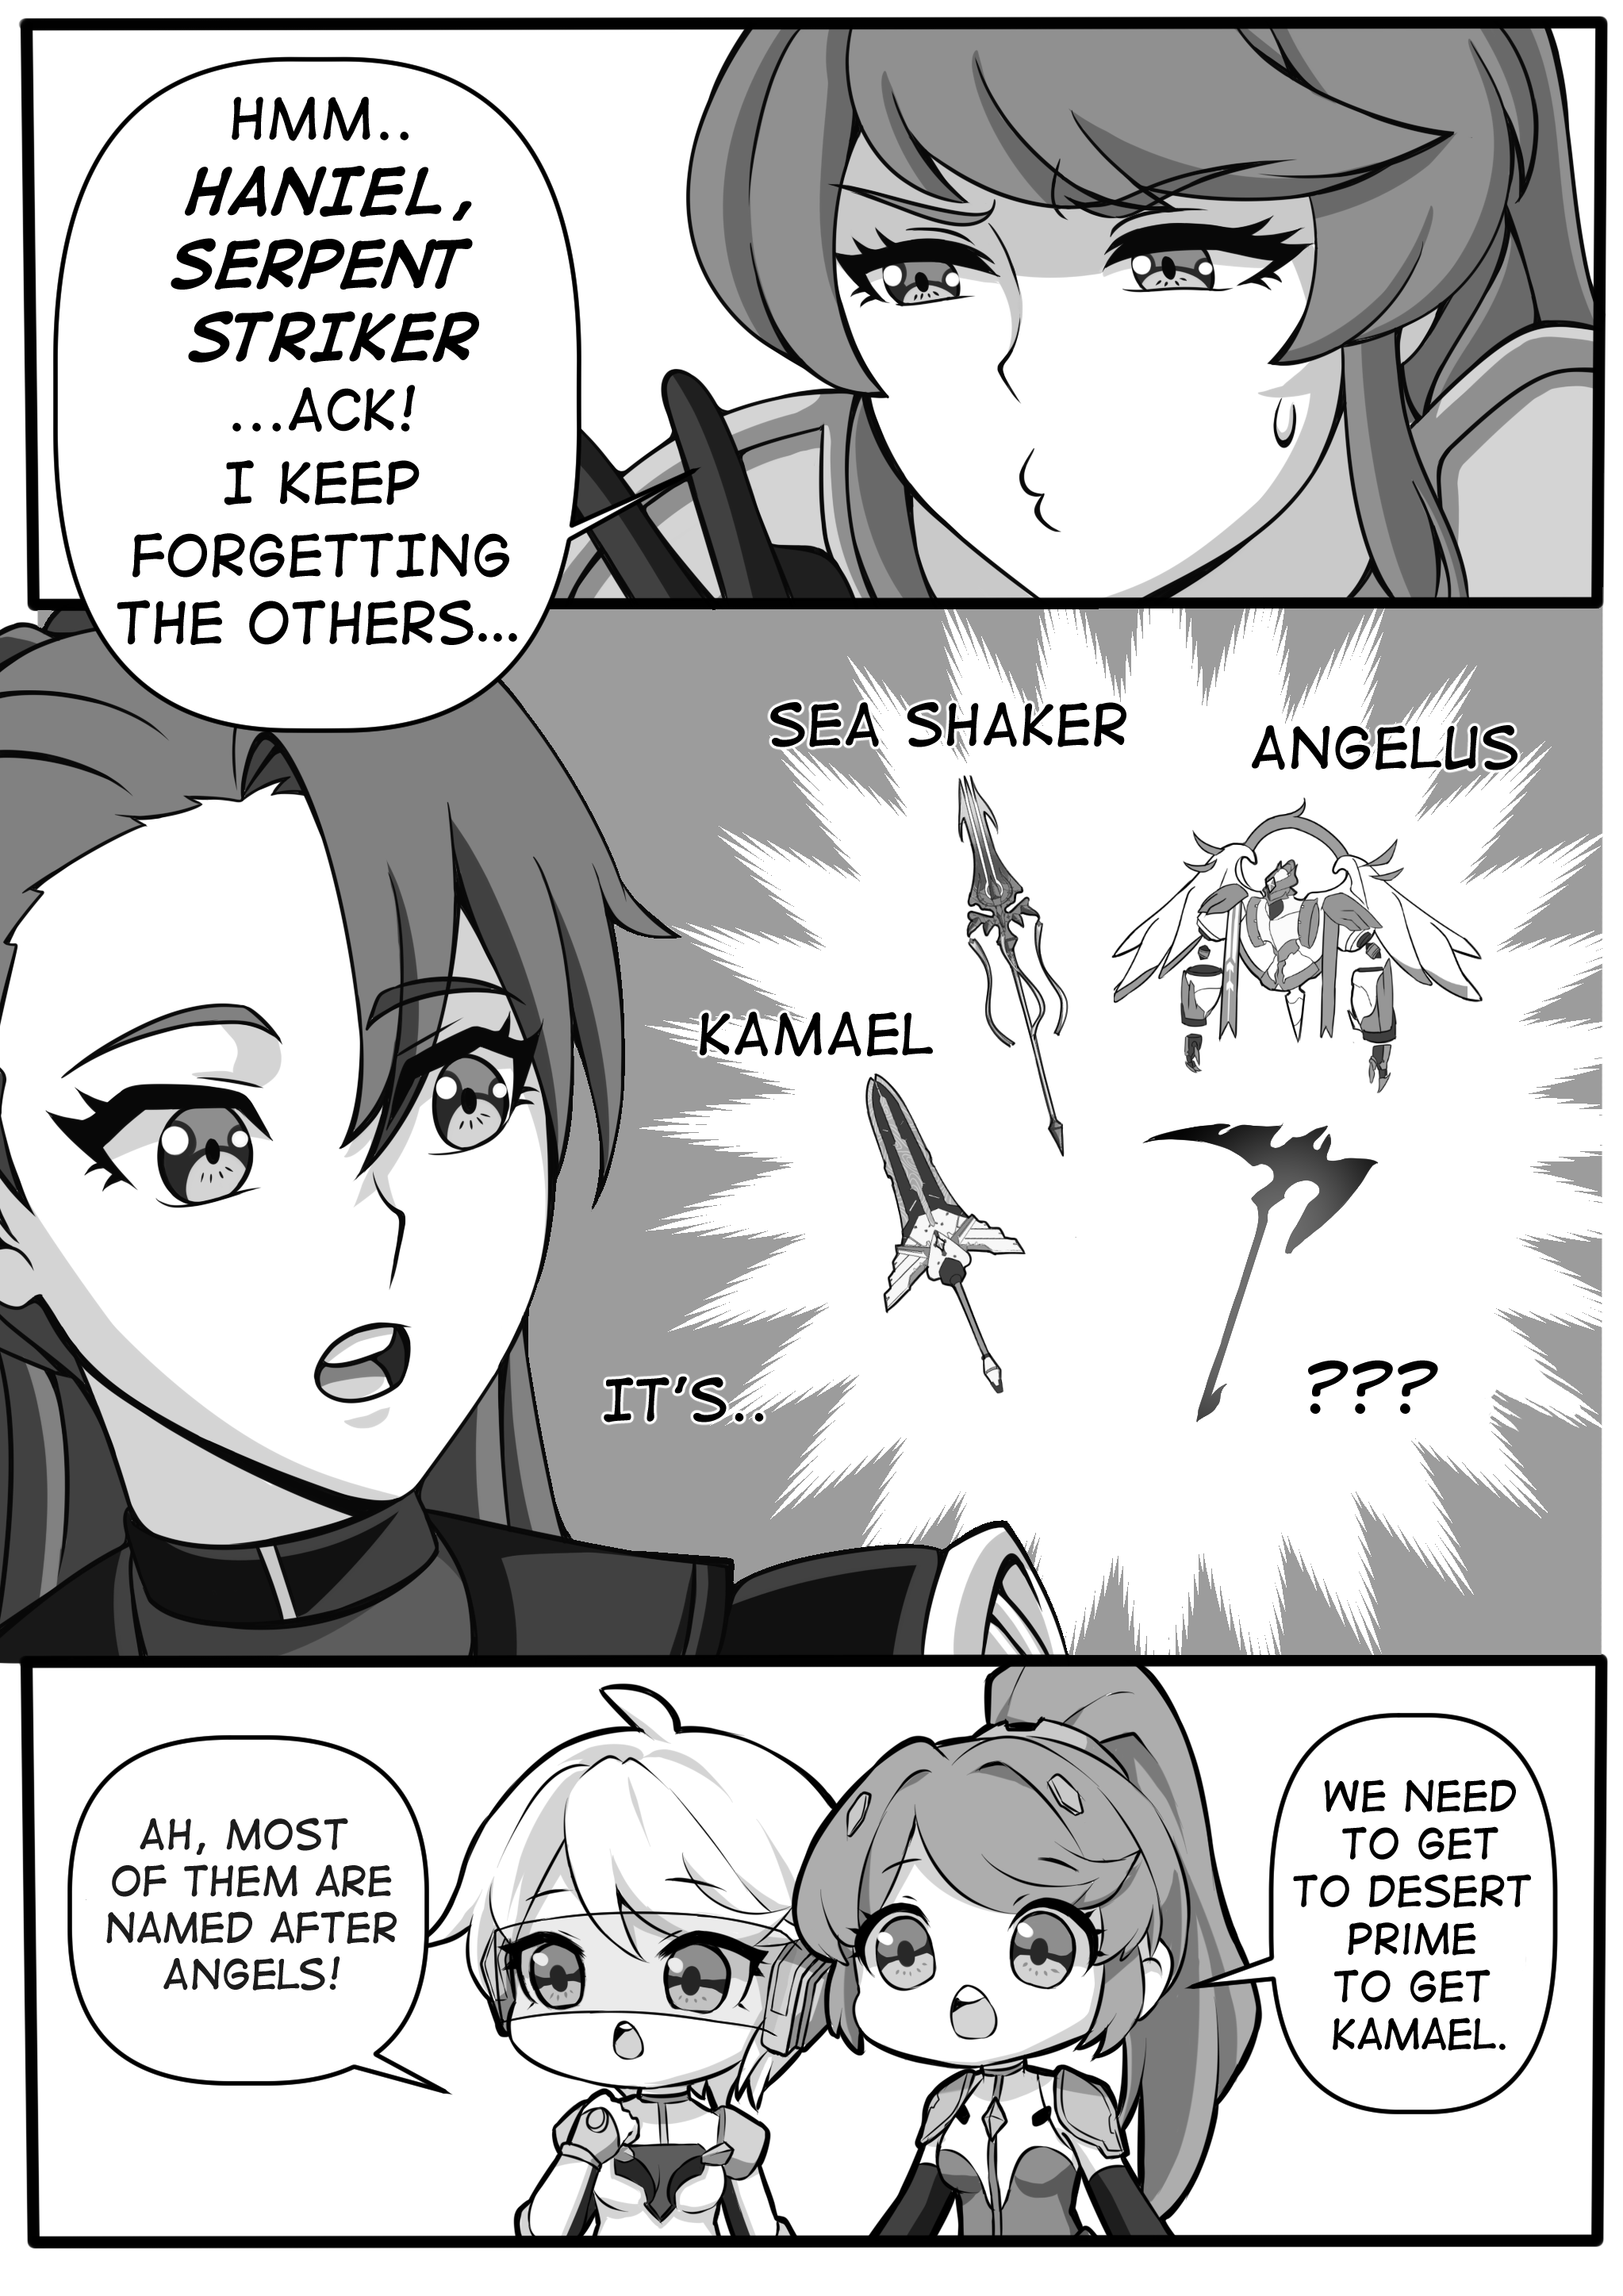 HMM..
HANIEL,
SERPENT
STRIKER
...ACK!
I KEEP
FORGETTING
THE OTHERS...
SEA SHAKER
ANGELUS
KAMAEL
IT'S..
???
AH, MOST
OF THEM ARE
NAMED AFTER
ANGELS!
WE NEED
TO GET
TO DESERT
PRIME
TO GET
KAMAEL.